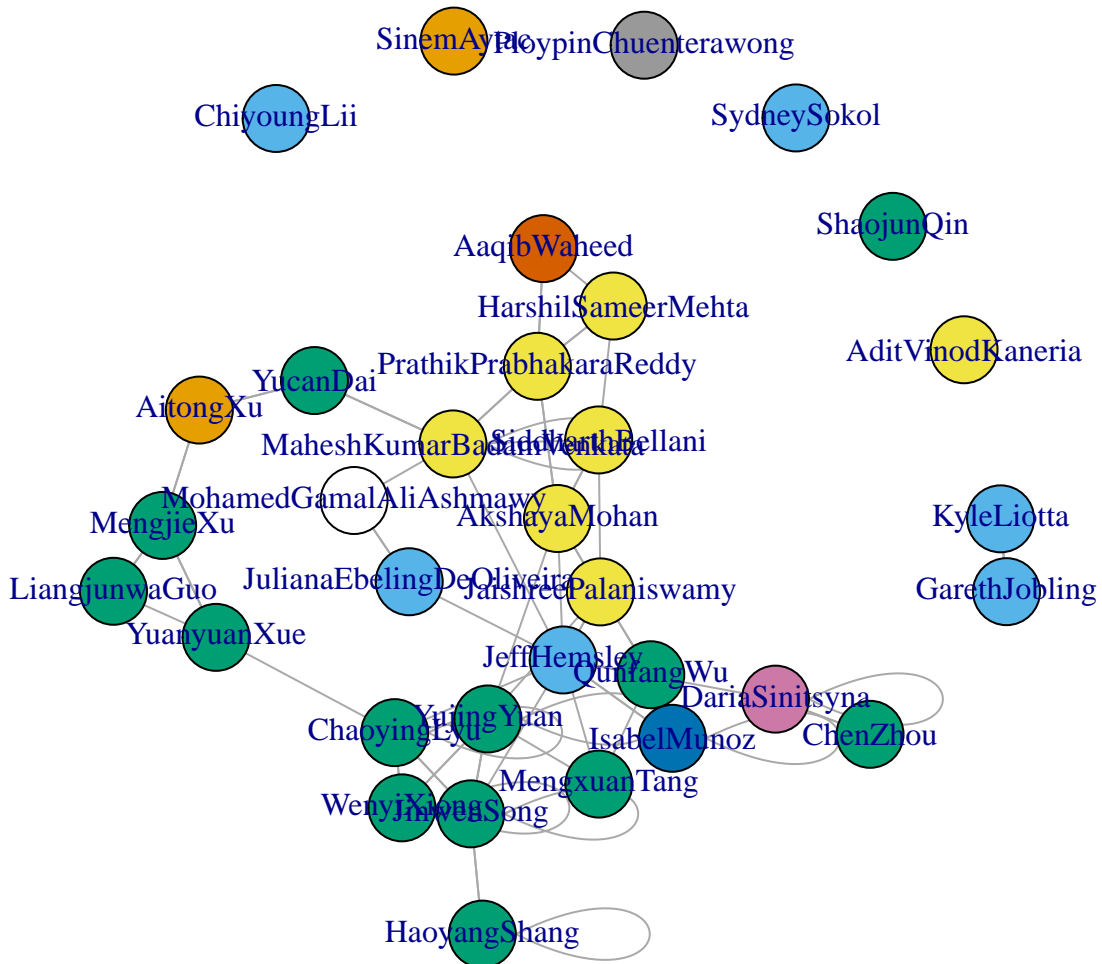 SinemAytac
PloypinChuenterawong
ChiyoungLii
SydneySokol
ShaojunQin
AaqibWaheed
HarshilSameerMehta
AditVinodKaneria
PrathikPrabhakaraReddy
YucanDai
AitongXu
MaheshKumarBadamVenkata
SiddharthBellani
MohamedGamalAliAshmawy
AkshayaMohan
KyleLiotta
MengjieXu
JulianaEbelingDeOliveira
JaishreePalaniswamy
GarethJobling
LiangjunwaGuo
YuanyuanXue
JeffHemsley
QunfangWu
DariaSinitsyna
YujingYuan
ChaoyingLyu
IsabelMunoz
ChenZhou
MengxuanTang
WenyiXiong
JinwenSong
HaoyangShang